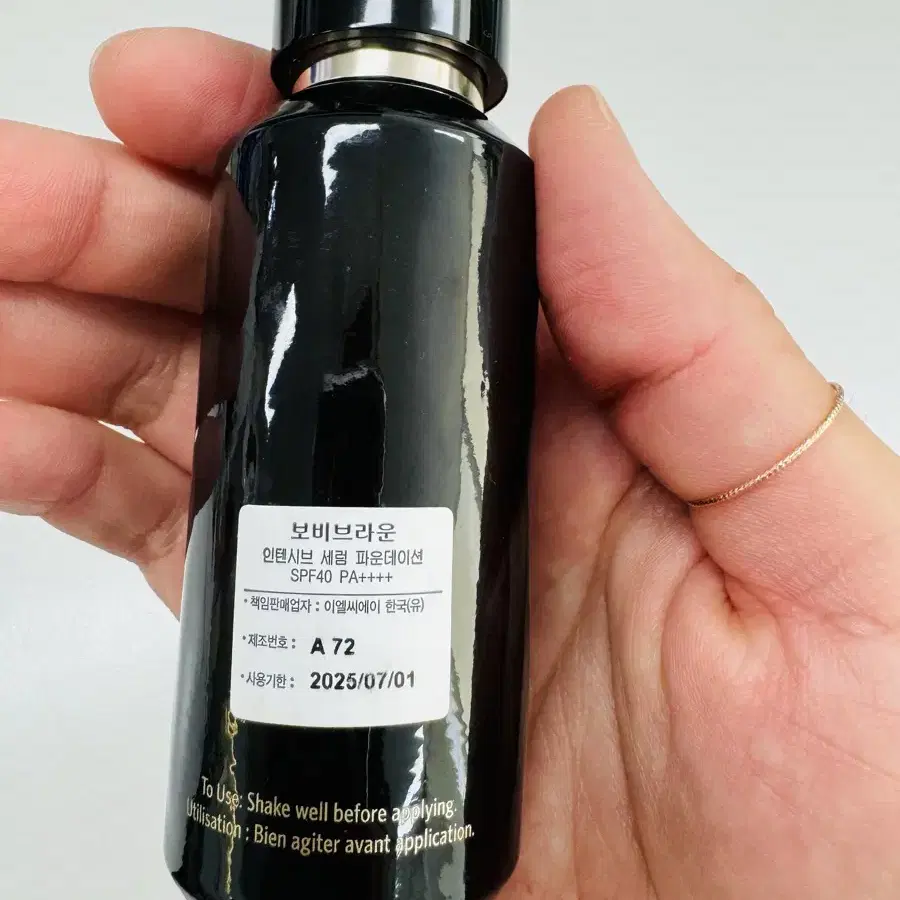 보비브라운
인텐시브 세럼 파운데이션
SPF40 PA++++
•책임판매업자 : 이엘씨에이 한국(유)
•제조번호 : A 72
•사용기한 : 2025/07/01
To Use: Shake well before applying.
Utilisation : Bien agiter avant application.